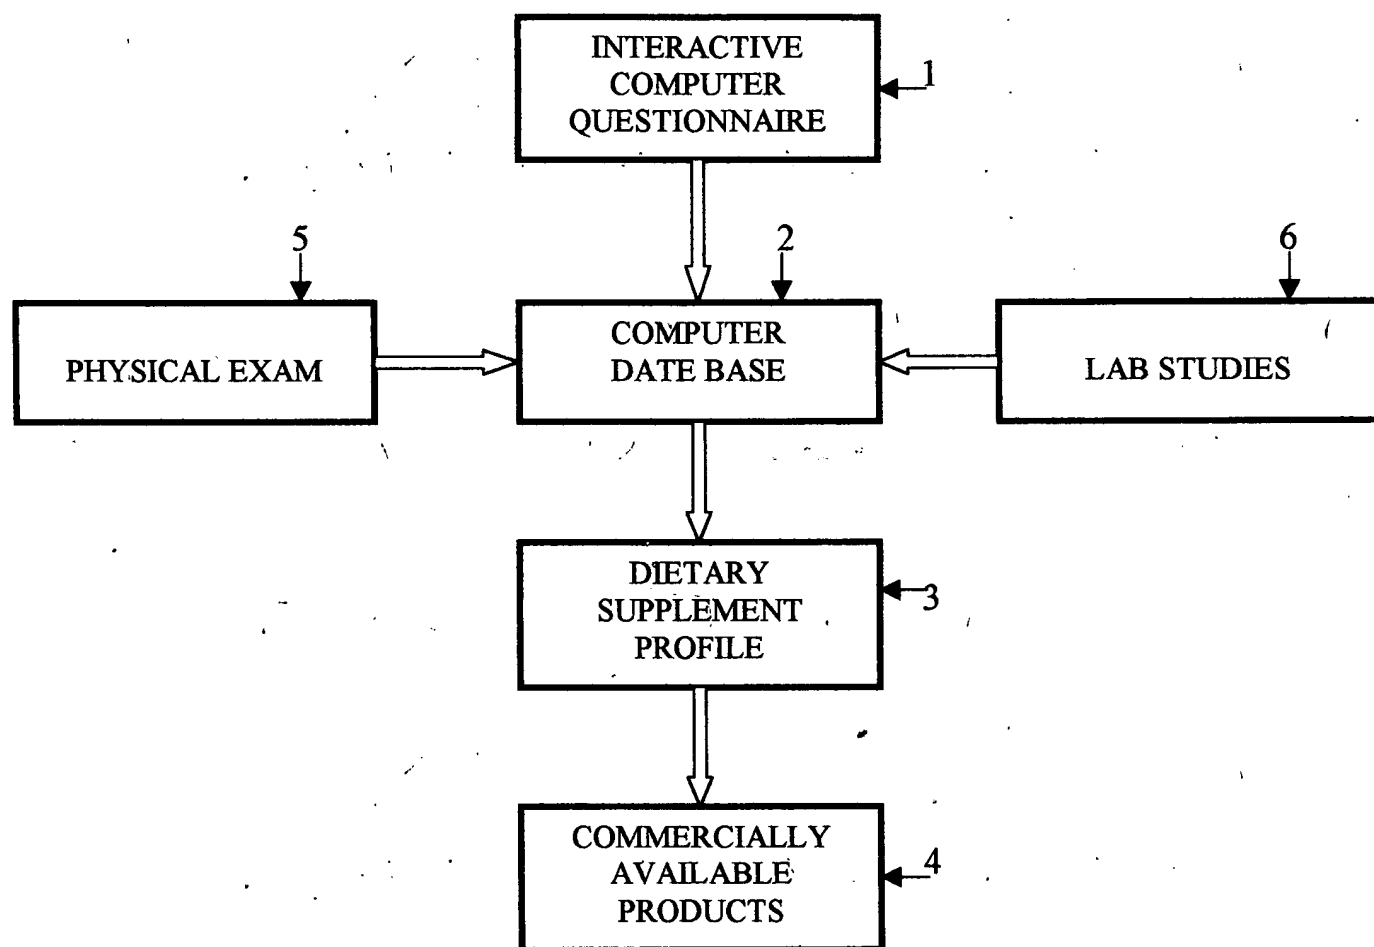 INTERACTIVE
COMPUTER
QUESTIONNAIRE
1
5
2
6
PHYSICAL EXAM
COMPUTER
DATE BASE
LAB STUDIES
DIETARY
SUPPLEMENT
PROFILE
3
COMMERCIALLY
AVAILABLE
PRODUCTS
4